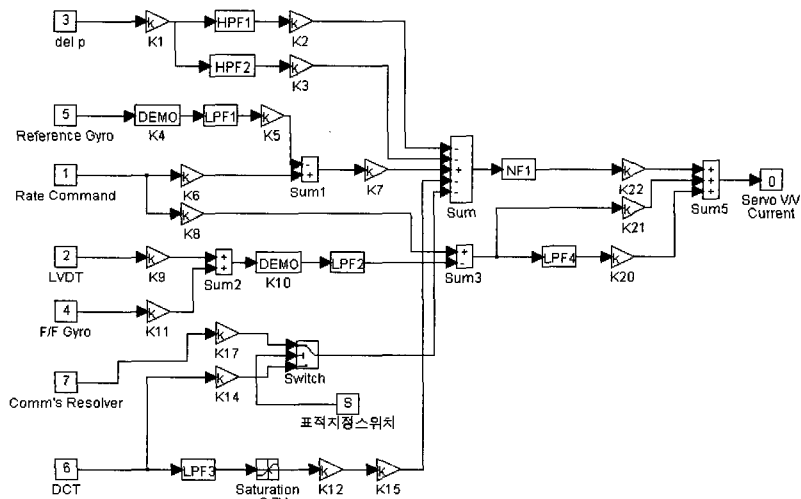 3
del p
k
K1
HPF1
k
K2
HPF2
k
K3
5
Reference Gyro
DEMO
K4
LPF1
k
K5
1
Rate Command
k
K6
k
K8
-
+
Sum1
k
K7
-
-
+
-
-
Sum
NF1
k
K22
k
K21
+
+
+
Sum5
0
Servo V/V
Current
2
LVDT
k
K9
+
+
Sum2
DEMO
K10
LPF2
+
-
Sum3
LPF4
k
K20
4
F/F Gyro
k
K11
k
K17
7
Comm's Resolver
k
K14
Switch
S
표적지정스위치
6
DCT
LPF3
Saturation
k
K12
k
K15